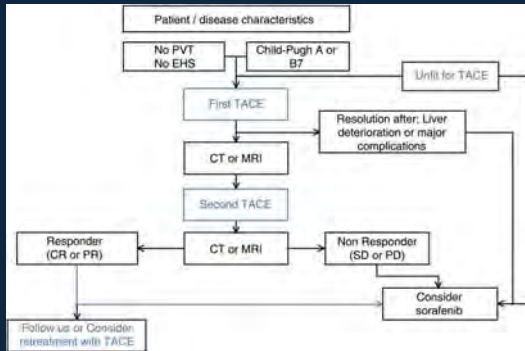 Patient / disease characteristics
No PVT
No EHS
Child-Pugh A or
B7
Unfit for TACE
First TACE
Resolution after: Liver
deterioration or major
complications
CT or MRI
Second TACE
Responder
(CR or PR)
CT or MRI
Non Responder
(SD or PD)
Consider
sorafenib
Follow us or Consider
retreatment with TACE